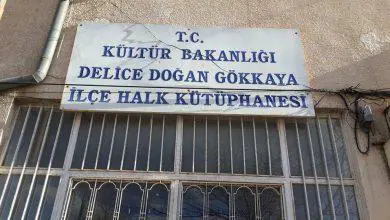 T.C.
KÜLTÜR BAKANLIĞI
DELİCE DOĞAN GÖKKAYA
İLÇE HALK KÜTÜPHANESİ